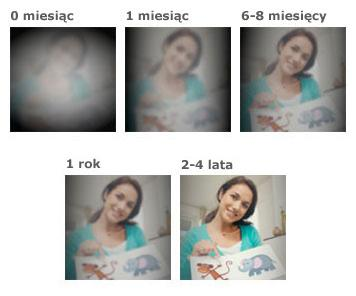 0 miesiąc
1 miesiąc
6-8 miesięcy
1 rok
2-4 lata